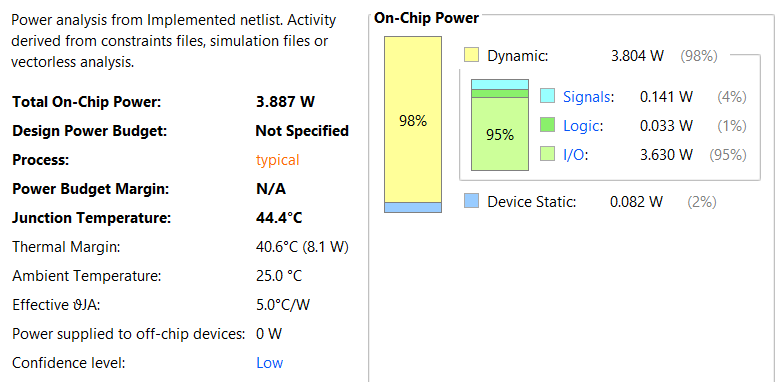 Power analysis from Implemented netlist. Activity
derived from constraints files, simulation files or
vectorless analysis.
Total On-Chip Power: 3.887 W
Design Power Budget: Not Specified
Process: typical
Power Budget Margin: N/A
Junction Temperature: 44.4°C
Thermal Margin: 40.6°C (8.1 W)
Ambient Temperature: 25.0 °C
Effective ϑJA: 5.0°C/W
Power supplied to off-chip devices: 0 W
Confidence level: Low
On-Chip Power
98%
Dynamic: 3.804 W (98%)
95%
Signals: 0.141 W (4%)
Logic: 0.033 W (1%)
I/O: 3.630 W (95%)
Device Static: 0.082 W (2%)